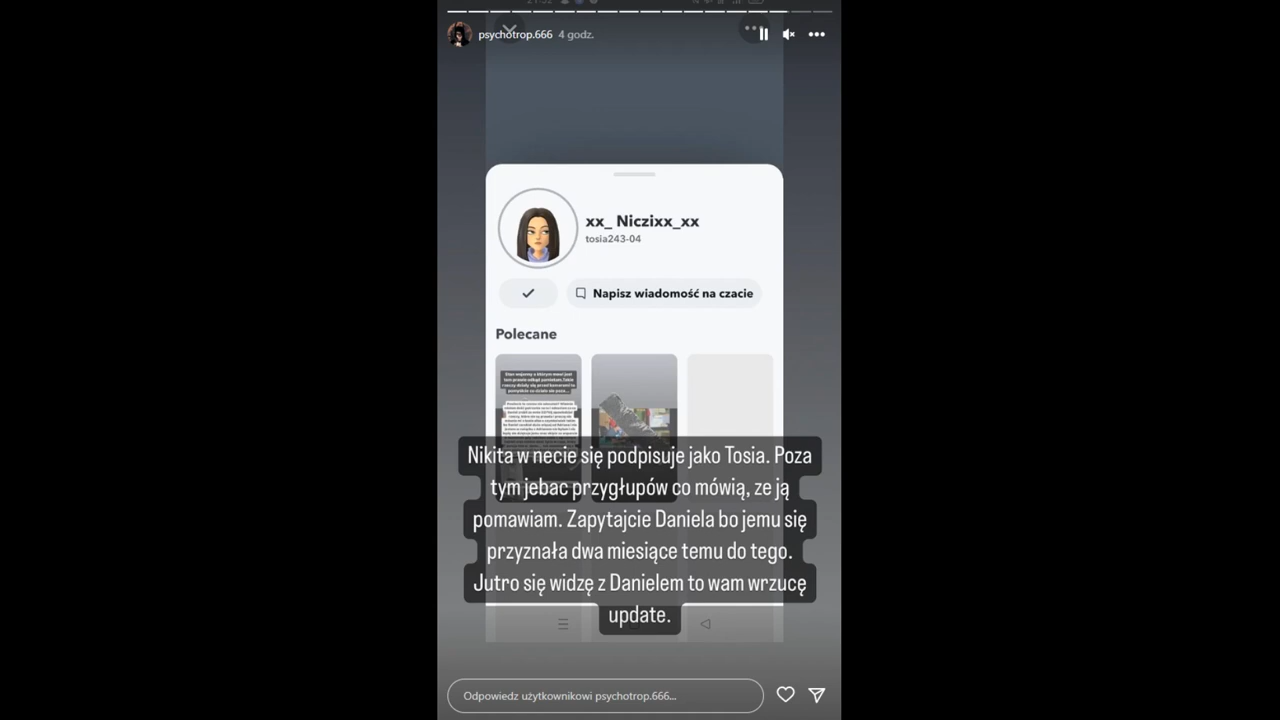 psychotrop.666 4 godz.
xx_ Niczixx_xx
tosia243-04
Napisz wiadomość na czacie
Polecane
Nikita w necie się podpisuje jako Tosia. Poza
tym jebac przygłupów co mówią, ze ją
pomawiam. Zapytajcie Daniela bo jemu się
przyznała dwa miesiące temu do tego.
Jutro się widzę z Danielem to wam wrzucę
update.
Odpowiedz użytkownikowi psychotrop.666...